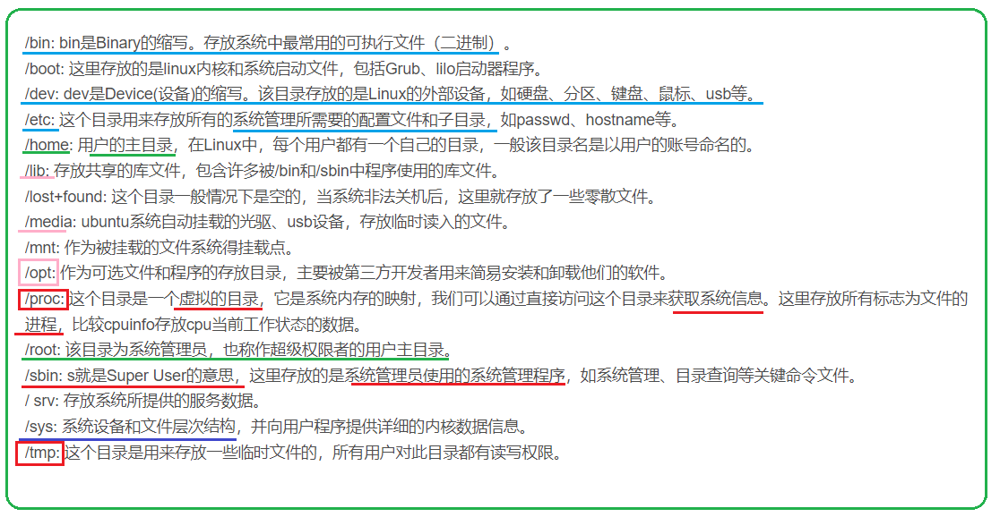 /bin: bin是Binary的缩写。存放系统中最常用的可执行文件（二进制）。
/boot: 这里存放的是linux内核和系统启动文件，包括Grub、lilo启动器程序。
/dev: dev是Device(设备)的缩写。该目录存放的是Linux的外部设备，如硬盘、分区、键盘、鼠标、usb等。
/etc: 这个目录用来存放所有的系统管理所需要的配置文件和子目录，如passwd、hostname等。
/home: 用户的主目录，在Linux中，每个用户都有一个自己的目录，一般该目录名是以用户的账号命名的。
/lib: 存放共享的库文件，包含许多被/bin和/sbin中程序使用的库文件。
/lost+found: 这个目录一般情况下是空的，当系统非法关机后，这里就存放了一些零散文件。
/media: ubuntu系统自动挂载的光驱、usb设备，存放临时读入的文件。
/mnt: 作为被挂载的文件系统得挂载点。
/opt: 作为可选文件和程序的存放目录，主要被第三方开发者用来简易安装和卸载他们的软件。
/proc: 这个目录是一个虚拟的目录，它是系统内存的映射，我们可以通过直接访问这个目录来获取系统信息。这里存放所有标志为文件的
进程，比较cpuinfo存放cpu当前工作状态的数据。
/root: 该目录为系统管理员，也称作超级权限者的用户主目录。
/sbin: s就是Super User的意思，这里存放的是系统管理员使用的系统管理程序，如系统管理、目录查询等关键命令文件。
/ srv: 存放系统所提供的服务数据。
/sys: 系统设备和文件层次结构，并向用户程序提供详细的内核数据信息。
/tmp: 这个目录是用来存放一些临时文件的，所有用户对此目录都有读写权限。